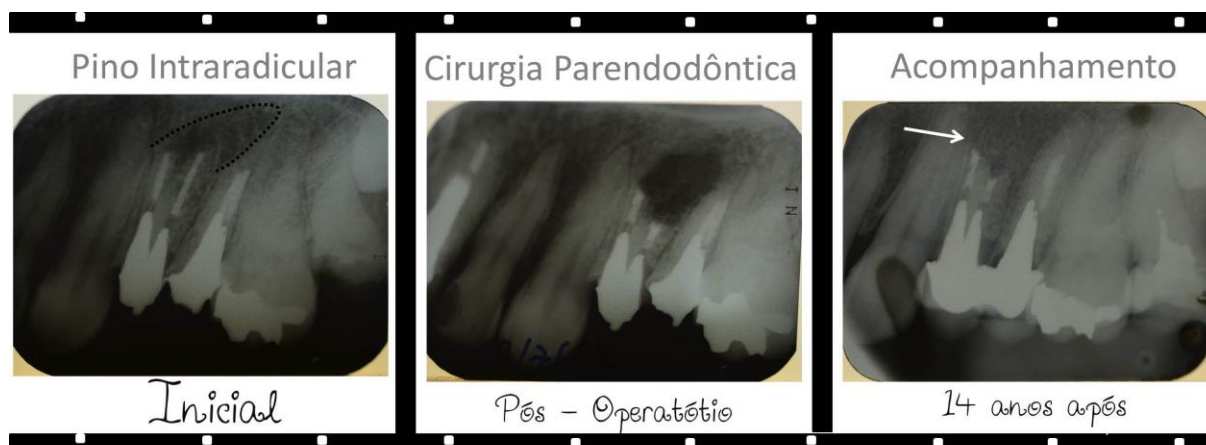 Pino Intraradicular
Cirurgia Parendodôntica
Acompanhamento
Inicial
Pós - Operatótio
14 anos após